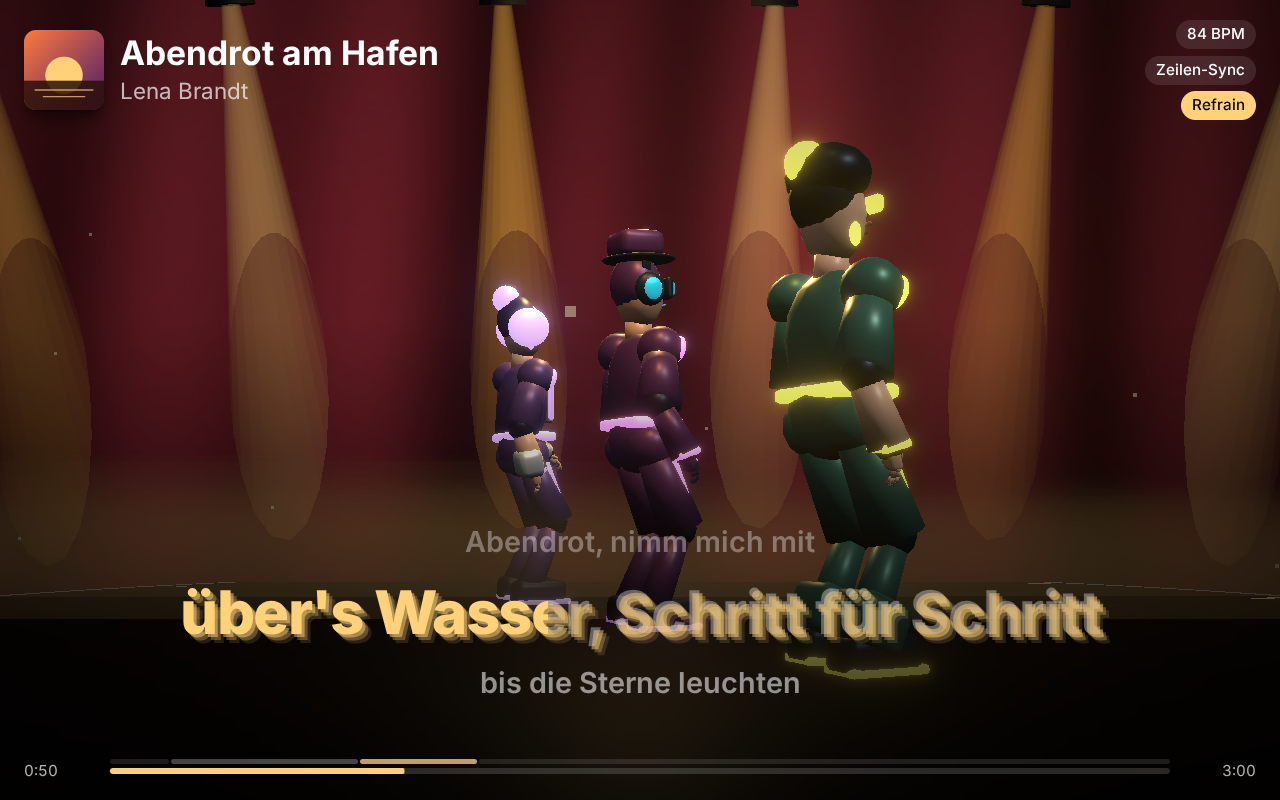 Abendrot am Hafen
Lena Brandt
84 BPM
Zeilen-Sync
Refrain
Abendrot, nimm mich mit
über's Wasser, Schritt für Schritt
bis die Sterne leuchten
0:50
3:00